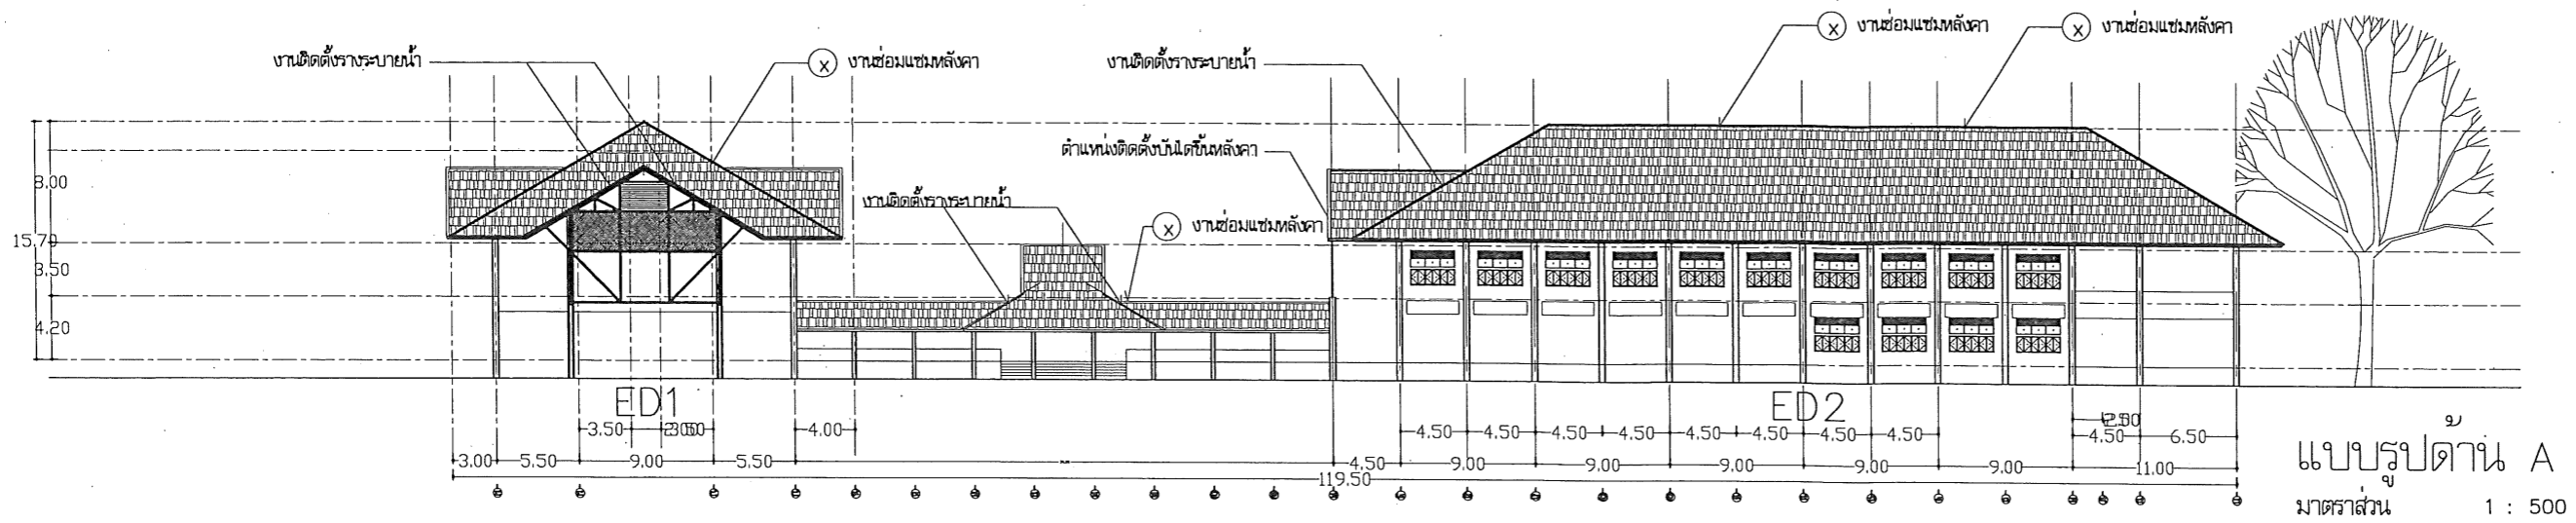 งานซ่อมแซมหลังคา
X
งานซ่อมแซมหลังคา
X
งานติดตั้งรางระบายน้ำ
X
งานซ่อมแซมหลังคา
งานติดตั้งรางระบายน้ำ
ตำแหน่งติดตั้งบันไดขึ้นหลังคา
งานติดตั้งรางระบายน้ำ
X
งานซ่อมแซมหลังคา
8.00
15.70
3.50
4.20
ED1
ED2
3.50
4.00
4.50 4.50 4.50 4.50 4.50 4.50 4.50 4.50
4.50 6.50
3.00 5.50 9.00 5.50
4.50 9.00 9.00 9.00 9.00 9.00 11.00
119.50
แบบรูปด้าน A
มาตราส่วน 1 : 500